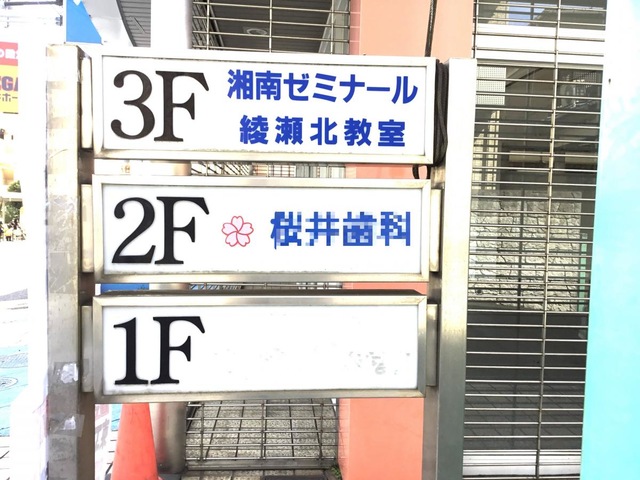 3F 湘南ゼミナール
綾瀬北教室
2F 桜井歯科
1F